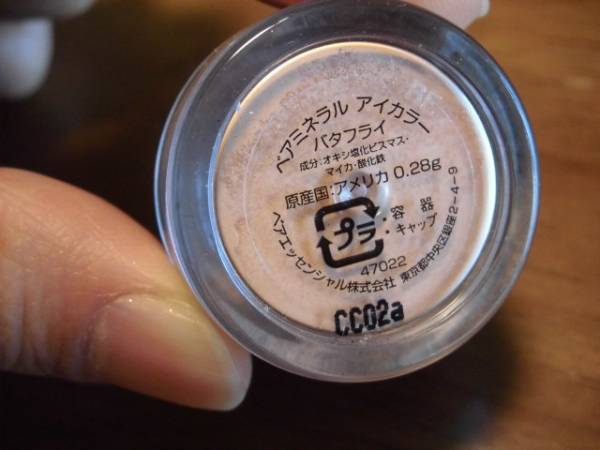 ベアミネラル アイカラー
バタフライ
成分:オキシ塩化ビスマス・
マイカ・酸化鉄
原産国:アメリカ 0.28g
プラ ・容器
・キャップ
47022
ベアエッセンシャル株式会社 東京都中央区銀座2-4-9
CC02a